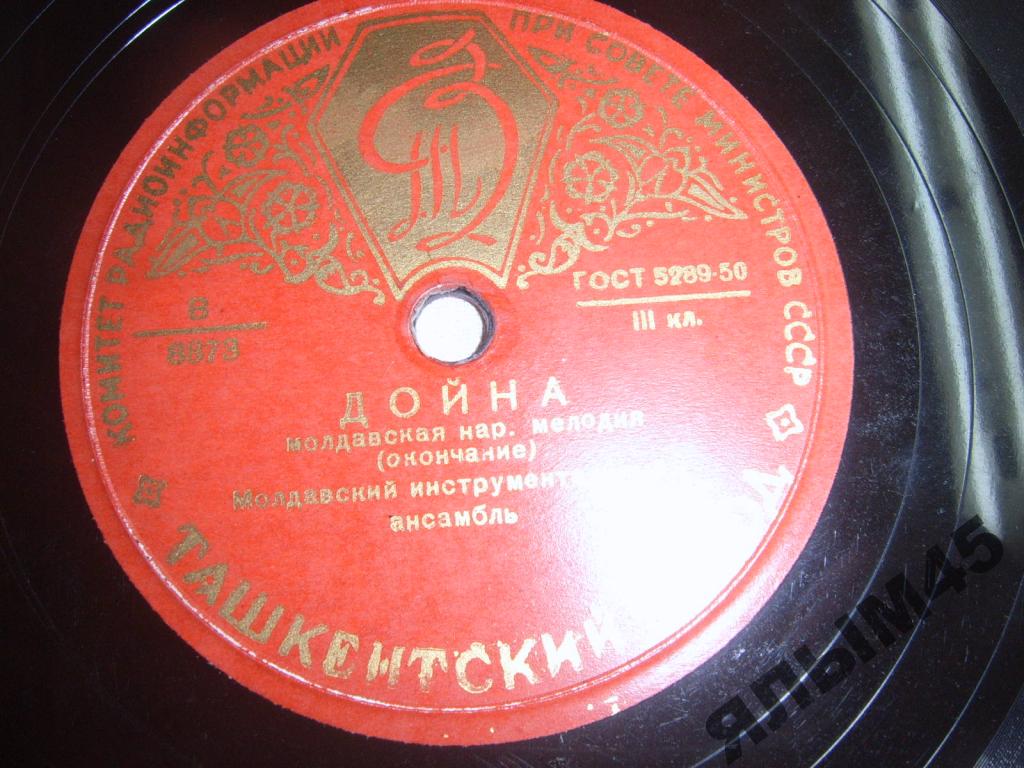 КОМИТЕТ РАДИОИНФОРМАЦИИ ПРИ СОВЕТЕ МИНИСТРОВ СССР
ГОСТ 5289-50
III кл.
В
8873
ДОЙНА
молдавская нар. мелодия
(окончание)
Молдавский
ансамбль
ТАШКЕНТСКИЙ
ЯЛЫМ45